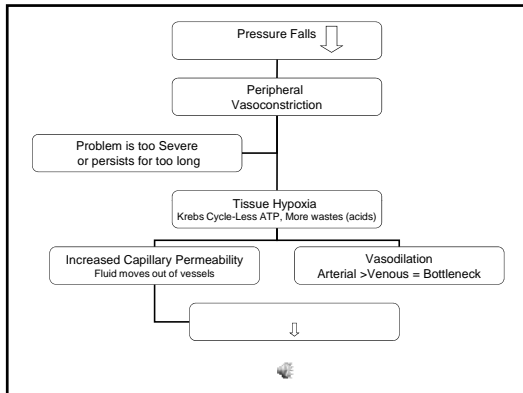 Pressure Falls
Peripheral
Vasoconstriction
Problem is too Severe
or persists for too long
Tissue Hypoxia
Krebs Cycle-Less ATP, More wastes (acids)
Increased Capillary Permeability
Fluid moves out of vessels
Vasodilation
Arterial >Venous = Bottleneck